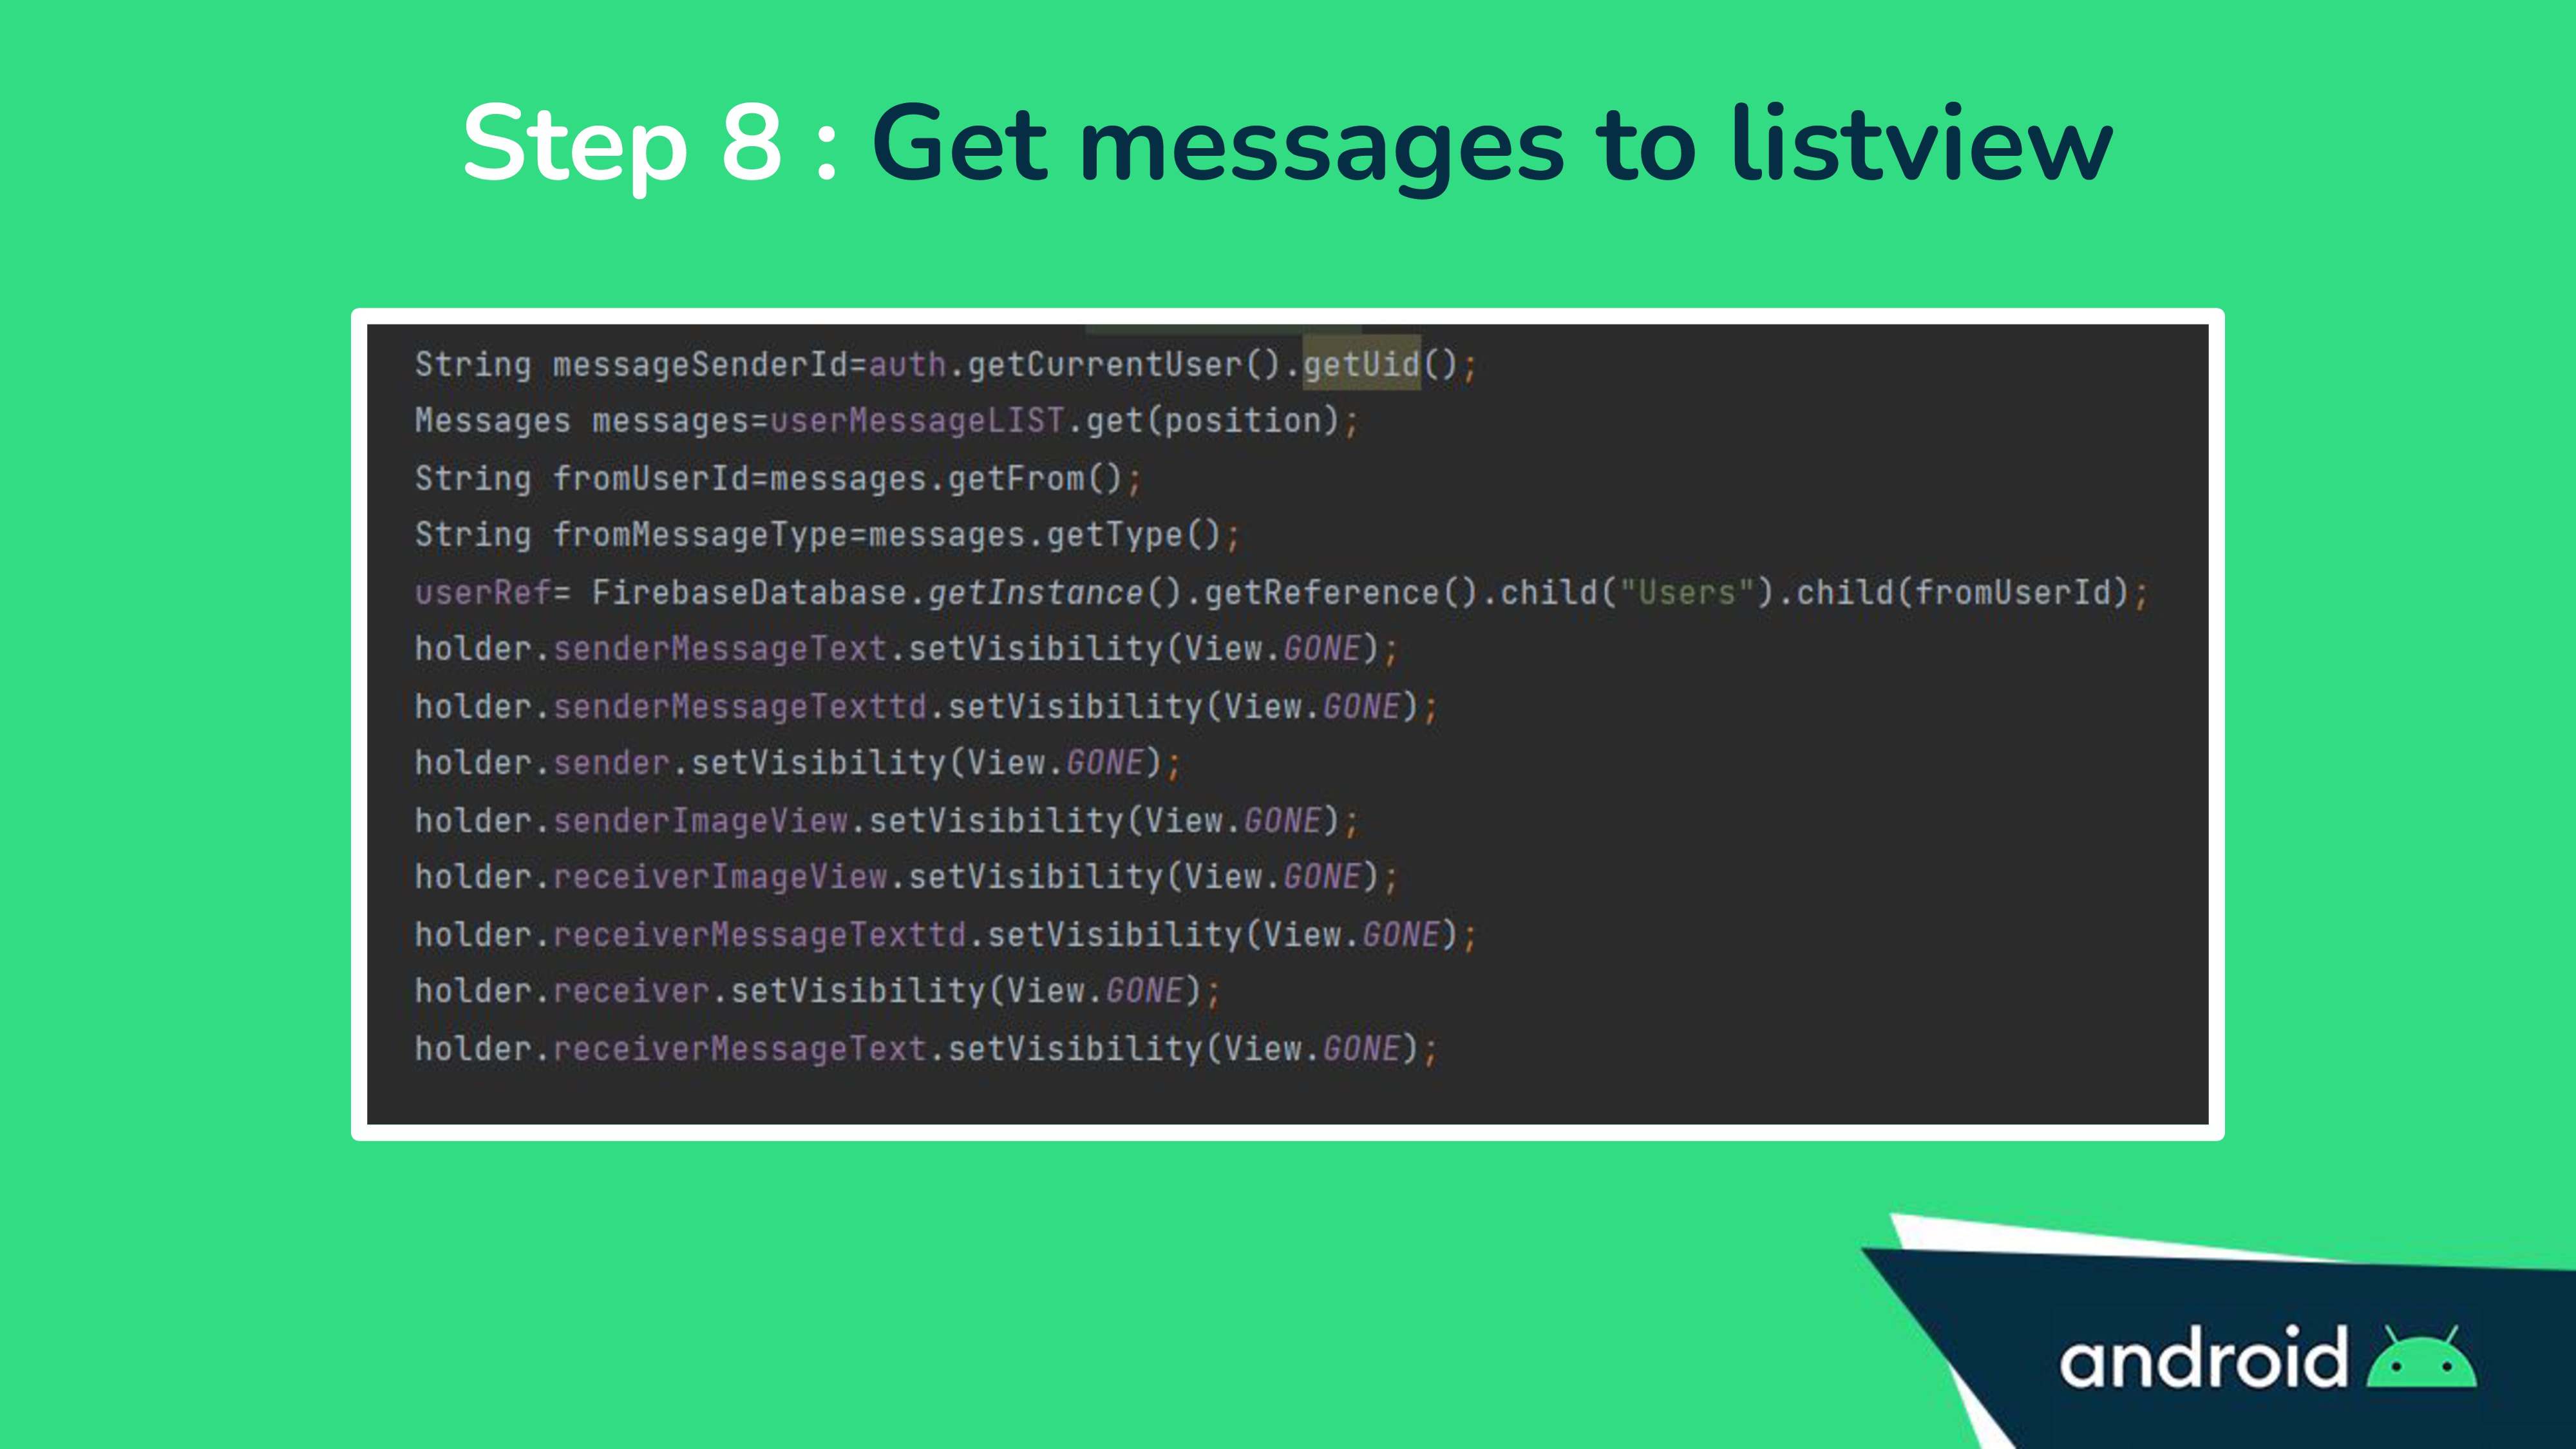 Step 8 : Get messages to listview
String messageSenderId=auth.getCurrentUser().getUid();
Messages messages=userMessageLIST.get(position);
String fromUserId=messages.getFrom();
String fromMessageType=messages.getType();
userRef= FirebaseDatabase.getInstance().getReference().child("Users").child(fromUserId);
holder.senderMessageText.setVisibility(View.GONE);
holder.senderMessageTexttd.setVisibility(View.GONE);
holder.sender.setVisibility(View.GONE);
holder.senderImageView.setVisibility(View.GONE);
holder.receiverImageView.setVisibility(View.GONE);
holder.receiverMessageTexttd.setVisibility(View.GONE);
holder.receiver.setVisibility(View.GONE);
holder.receiverMessageText.setVisibility(View.GONE);
android